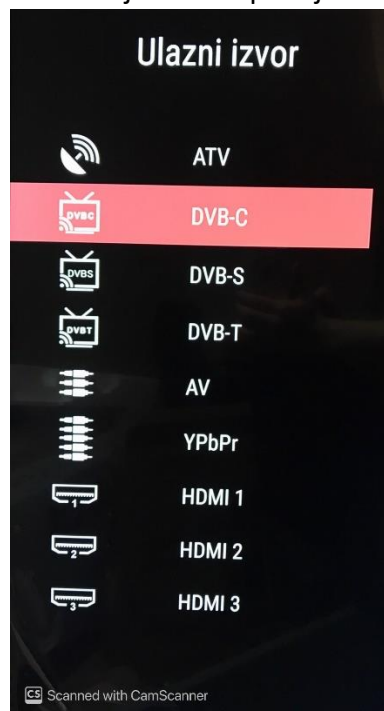 Ulazni izvor
ATV
DVBC DVB-C
DVBS DVB-S
DVBT DVB-T
AV
YPbPr
1 HDMI 1
2 HDMI 2
3 HDMI 3
CS Scanned with CamScanner